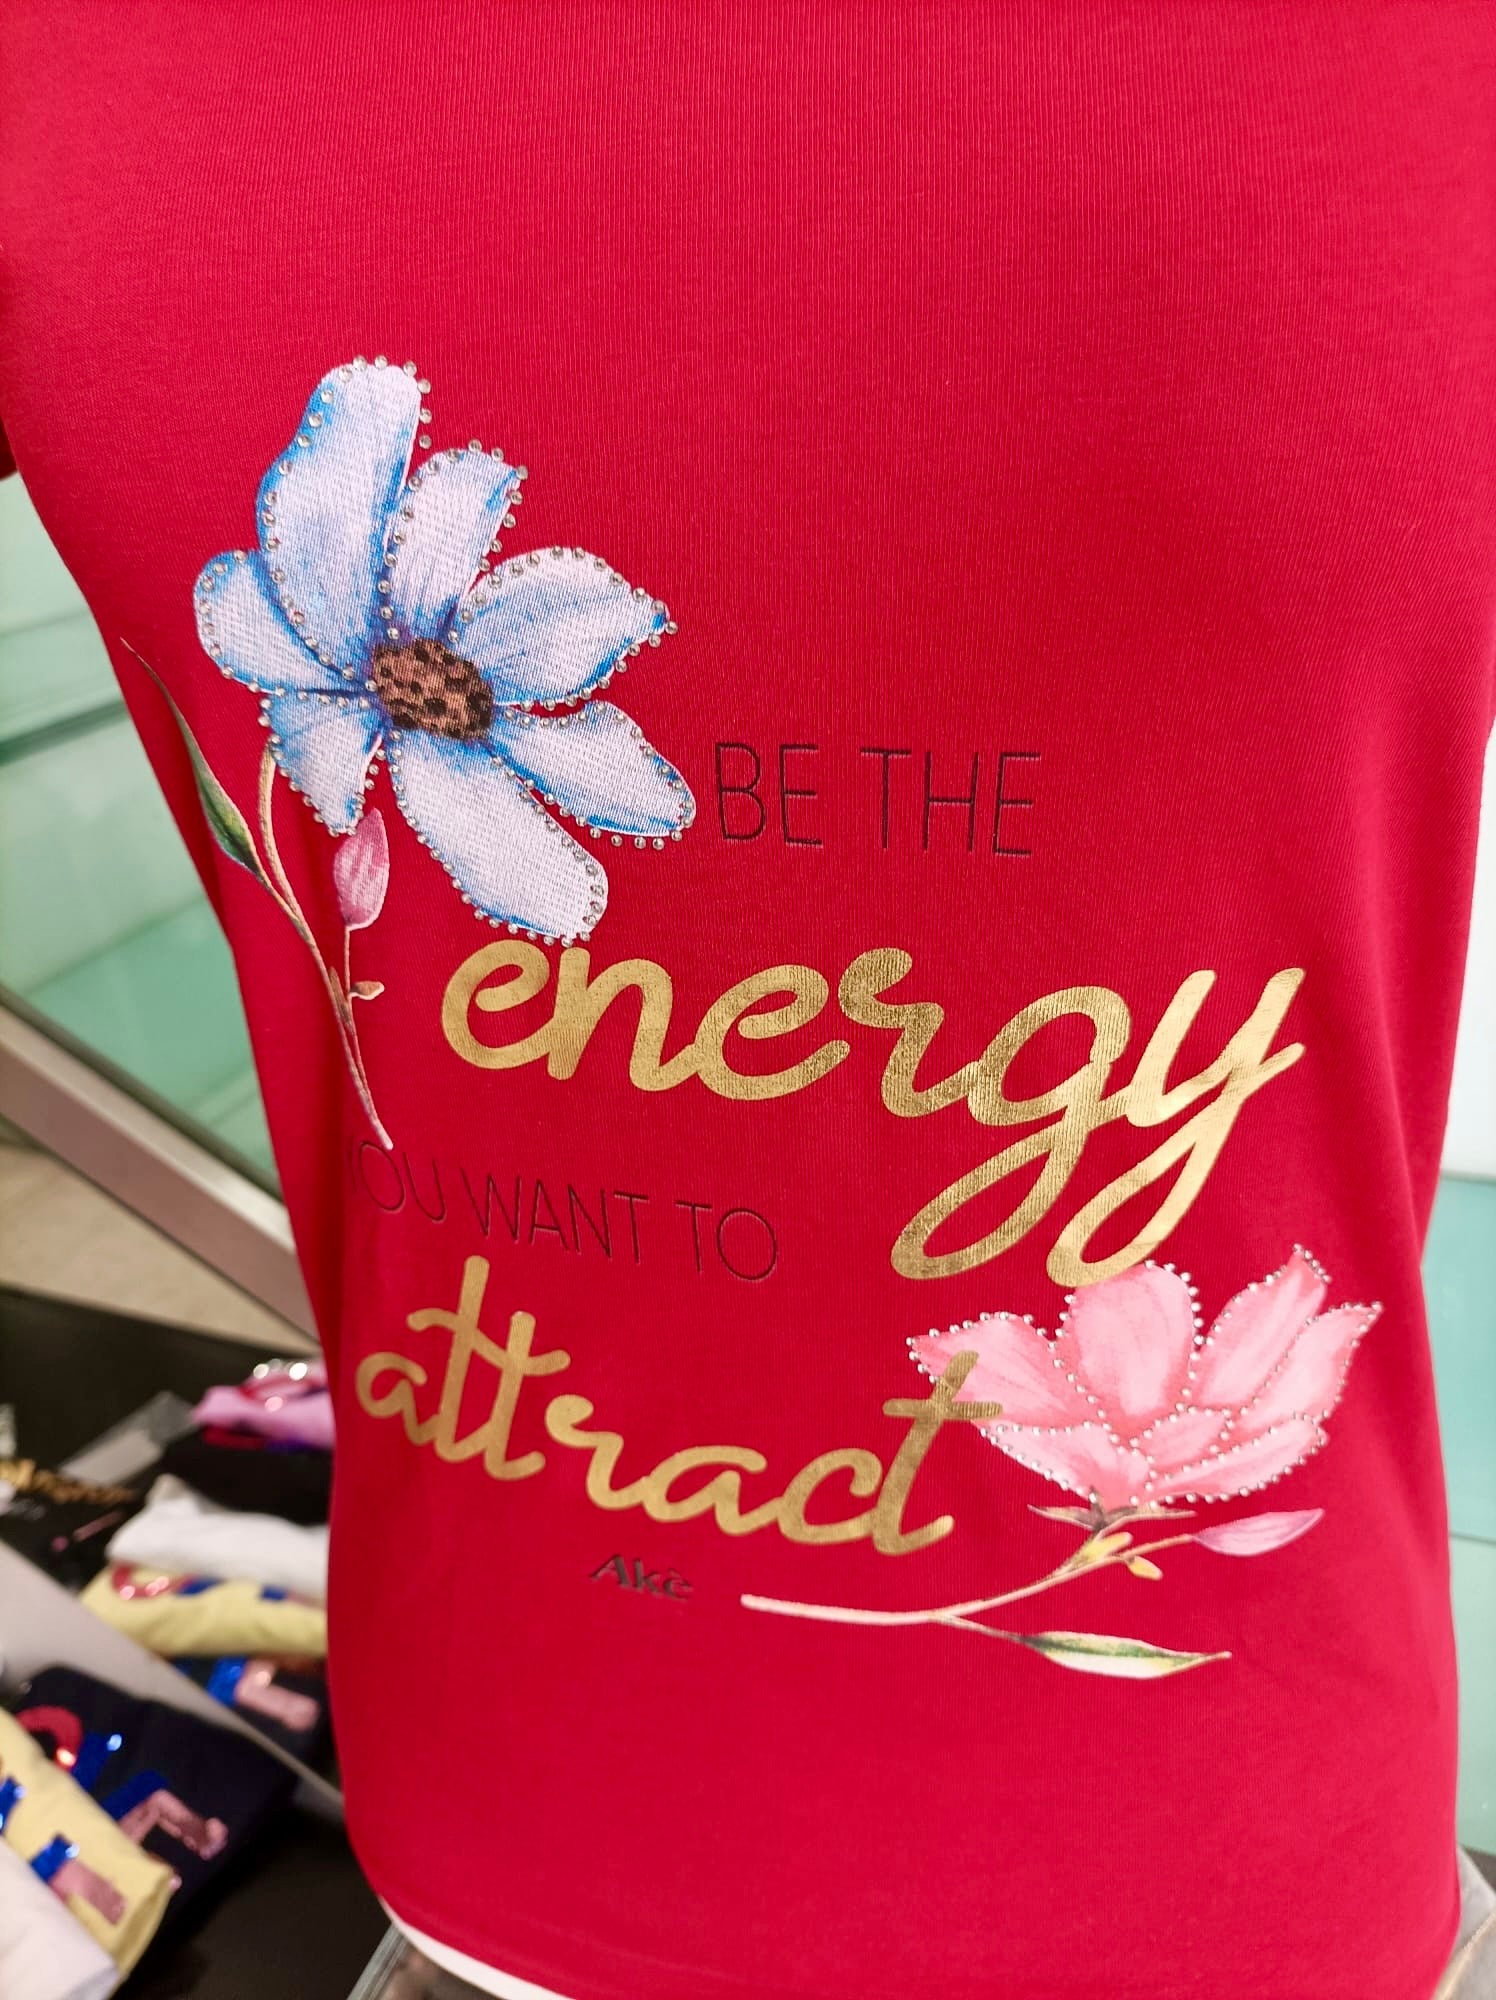 BE THE
energy
YOU WANT TO
attract
Akè